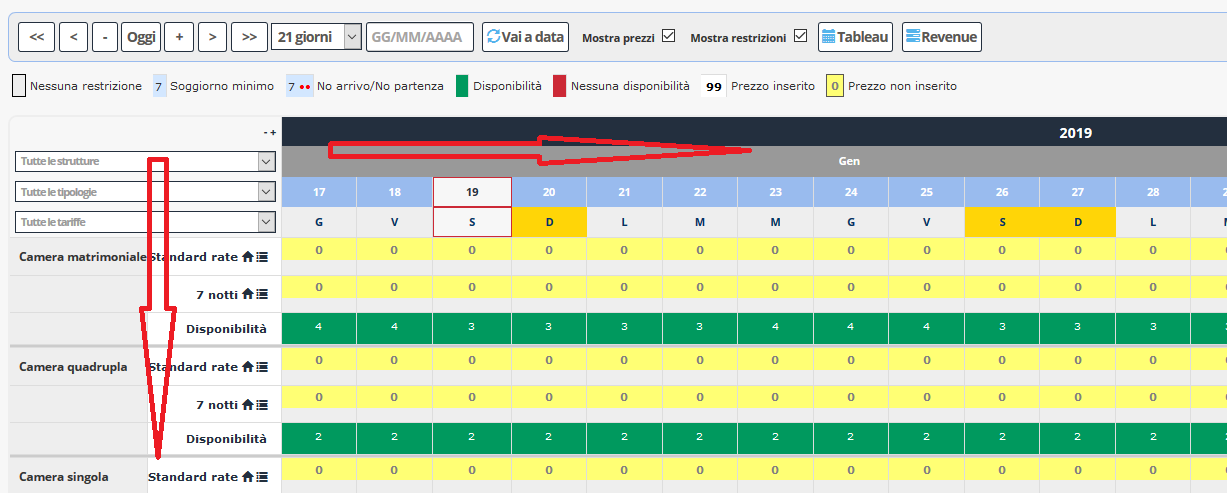 << < - Oggi + > >> 21 giorni GG/MM/AAAA Vai a data Mostra prezzi Mostra restrizioni Tableau Revenue
Nessuna restrizione 7 Soggiorno minimo 7 No arrivo/No partenza Disponibilità Nessuna disponibilità 99 Prezzo inserito 0 Prezzo non inserito
- + 2019
Tutte le strutture Gen
Tutte le tipologie 17 18 19 20 21 22 23 24 25 26 27 28
Tutte le tariffe G V S D L M M G V S D L
Camera matrimoniale Standard rate 0 0 0 0 0 0 0 0 0 0 0 0 0
7 notti 0 0 0 0 0 0 0 0 0 0 0 0 0
Disponibilità 4 4 3 3 3 3 4 4 4 3 3 3
Camera quadrupla Standard rate 0 0 0 0 0 0 0 0 0 0 0 0 0
7 notti 0 0 0 0 0 0 0 0 0 0 0 0 0
Disponibilità 2 2 2 2 2 2 2 2 2 2 2 2
Camera singola Standard rate 0 0 0 0 0 0 0 0 0 0 0 0 0